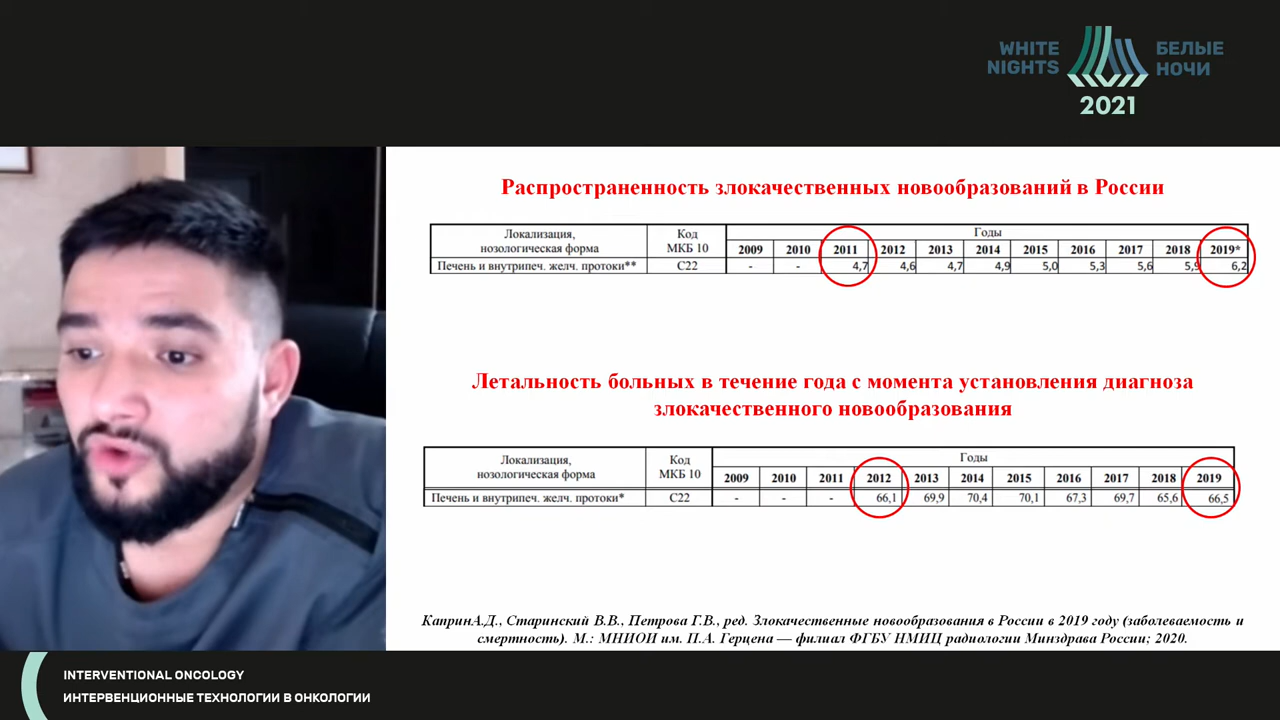 WHITE NIGHTS
БЕЛЫЕ НОЧИ
2021
Распространенность злокачественных новообразований в России
Локализация, нозологическая форма
Код МКБ 10
Годы
2009 2010 2011 2012 2013 2014 2015 2016 2017 2018 2019*
Печень и внутрипеч. желч. протоки** C22 - - 4,7 4,6 4,7 4,9 5,0 5,3 5,6 5,9 6,2
Летальность больных в течение года с момента установления диагноза
злокачественного новообразования
Локализация, нозологическая форма
Код МКБ 10
Годы
2009 2010 2011 2012 2013 2014 2015 2016 2017 2018 2019
Печень и внутрипеч. желч. протоки* C22 - - - 66,1 69,9 70,4 70,1 67,3 69,7 65,6 66,5
КапринА.Д., Старинский В.В., Петрова Г.В., ред. Злокачественные новообразования в России в 2019 году (заболеваемость и
смертность). М.: МНИОИ им. П.А. Герцена — филиал ФГБУ НМИЦ радиологии Минздрава России; 2020.
INTERVENTIONAL ONCOLOGY
ИНТЕРВЕНЦИОННЫЕ ТЕХНОЛОГИИ В ОНКОЛОГИИ